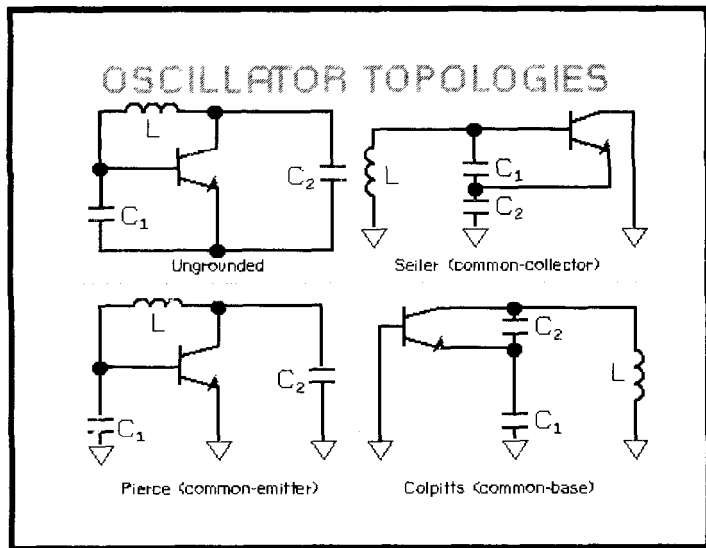 OSCILLATOR TOPOLOGIES
L
C₁
C₂
Ungrounded
L
C₁
C₂
Seiler (common-collector)
L
C₁
C₂
Pierce (common-emitter)
C₂
L
C₁
Colpitts (common-base)